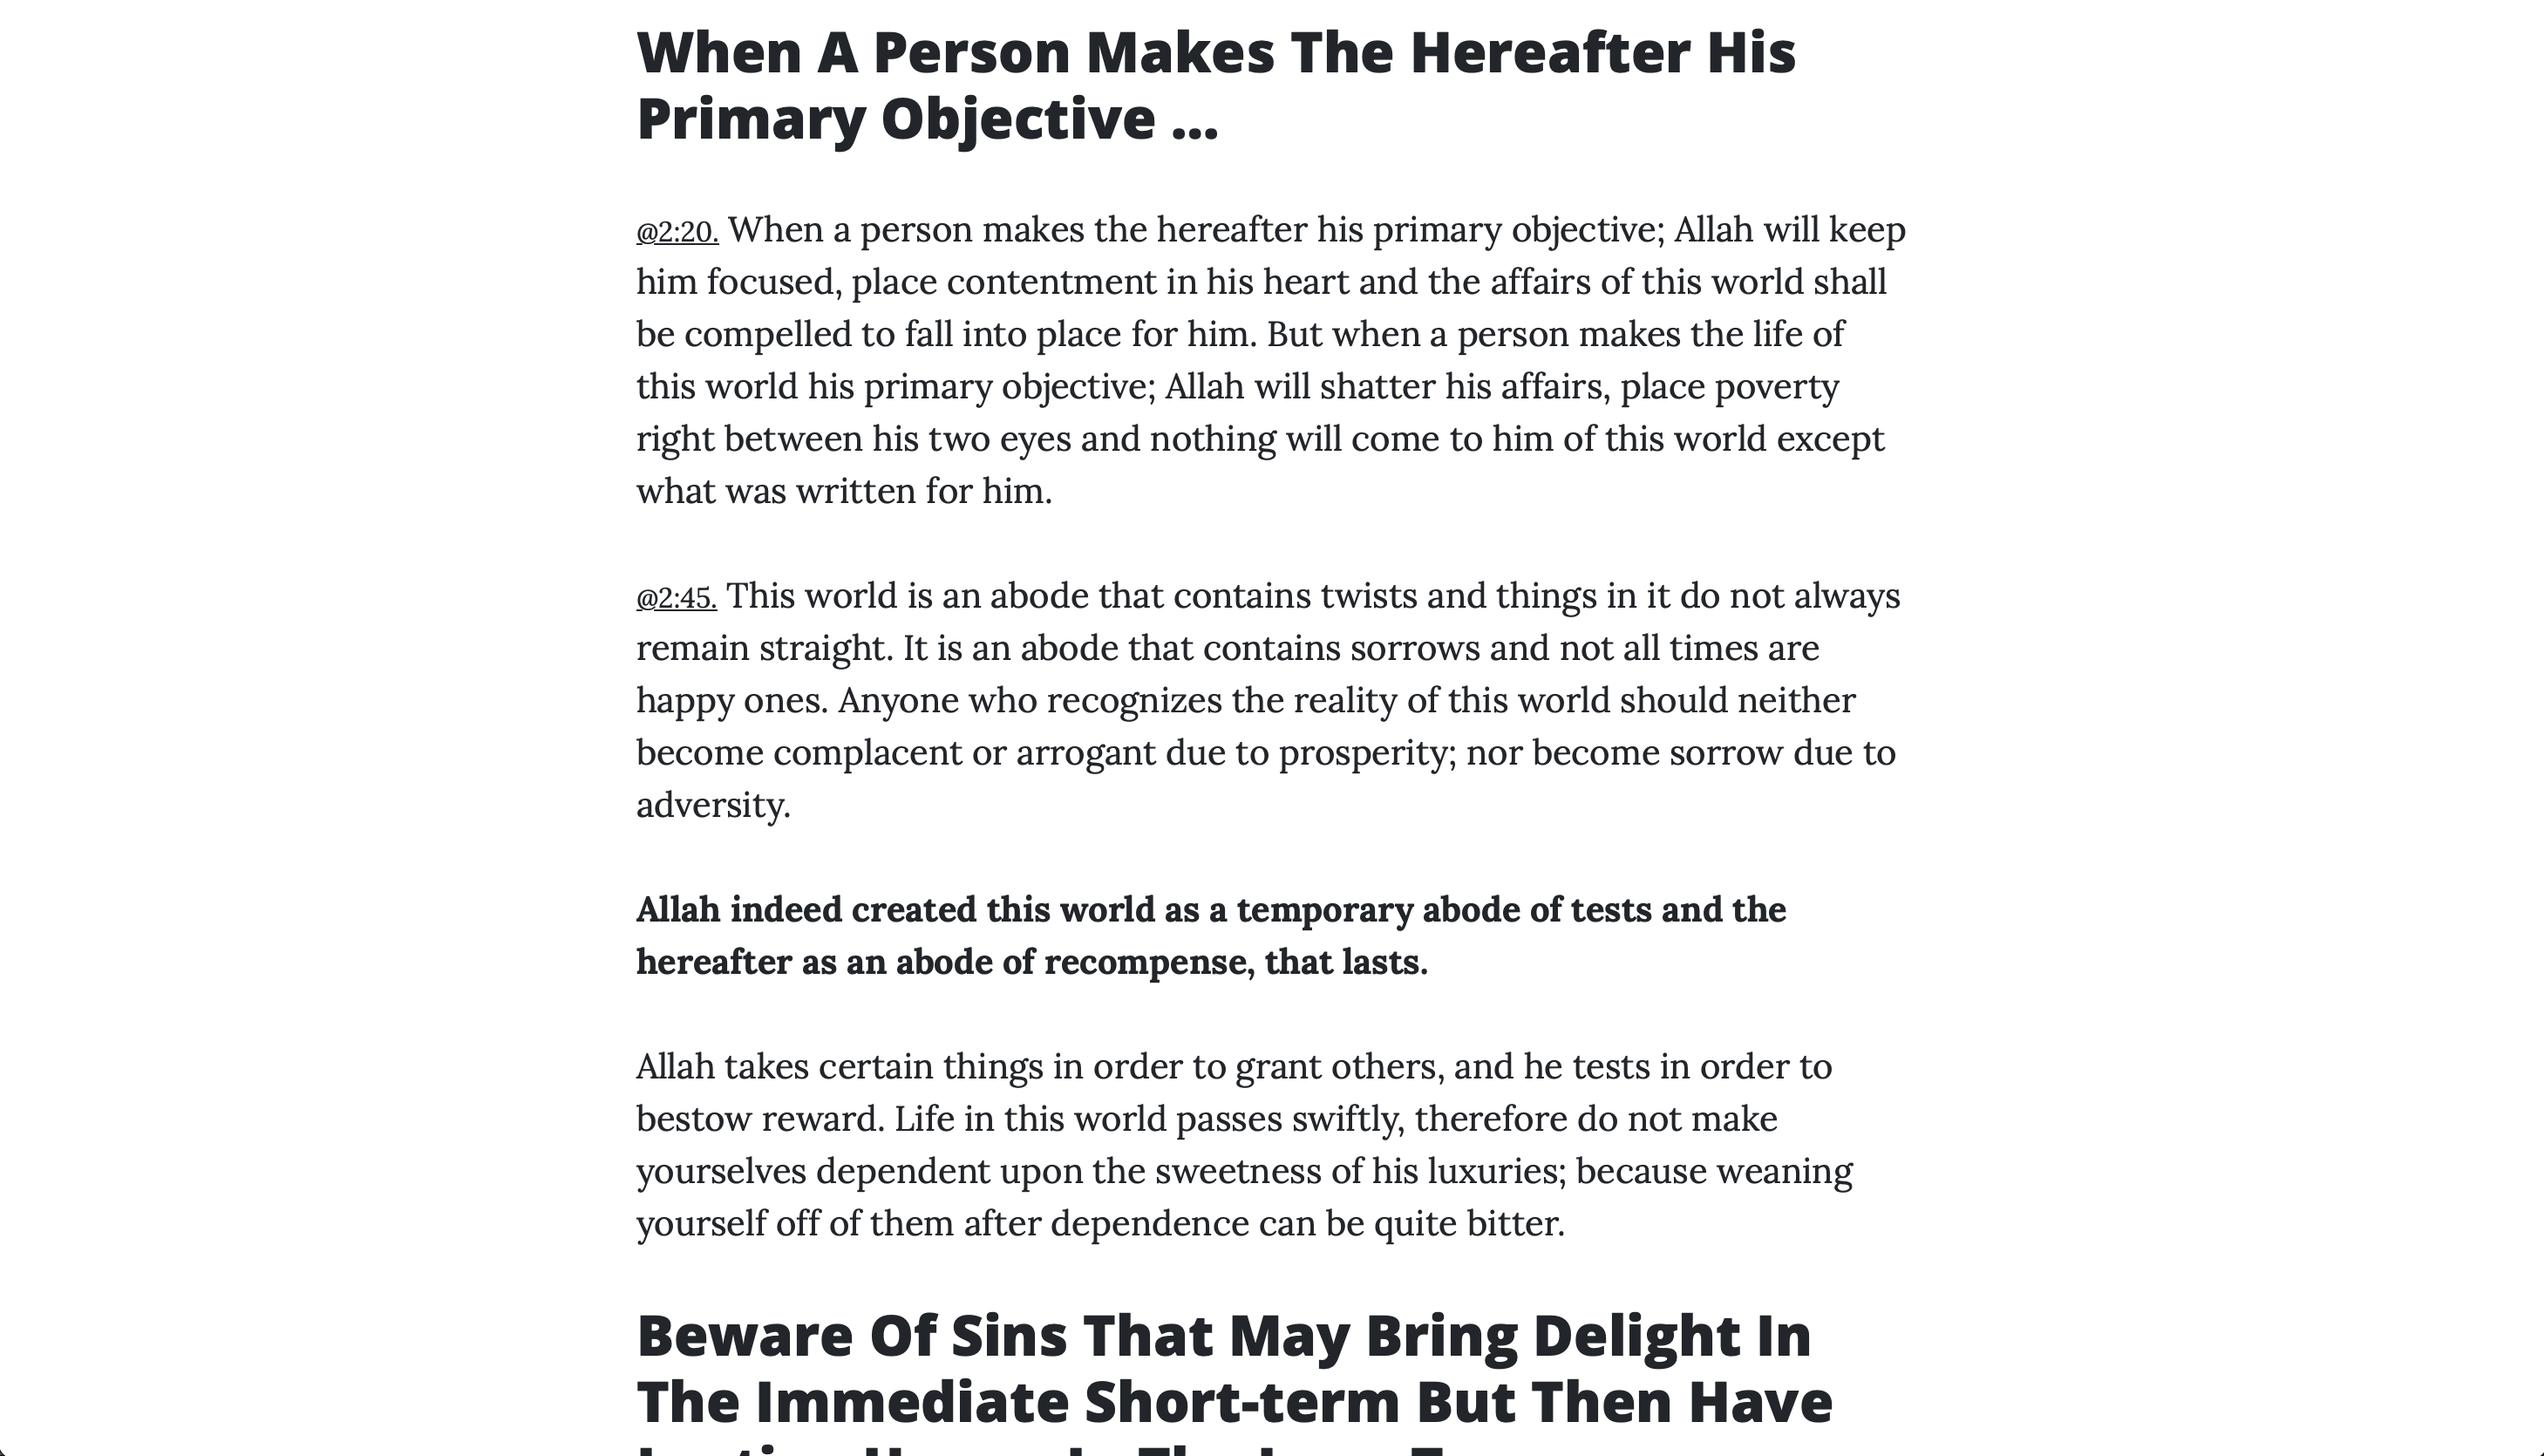 When A Person Makes The Hereafter His
Primary Objective ...
@2:20. When a person makes the hereafter his primary objective; Allah will keep
him focused, place contentment in his heart and the affairs of this world shall
be compelled to fall into place for him. But when a person makes the life of
this world his primary objective; Allah will shatter his affairs, place poverty
right between his two eyes and nothing will come to him of this world except
what was written for him.
@2:45. This world is an abode that contains twists and things in it do not always
remain straight. It is an abode that contains sorrows and not all times are
happy ones. Anyone who recognizes the reality of this world should neither
become complacent or arrogant due to prosperity; nor become sorrow due to
adversity.
Allah indeed created this world as a temporary abode of tests and the
hereafter as an abode of recompense, that lasts.
Allah takes certain things in order to grant others, and he tests in order to
bestow reward. Life in this world passes swiftly, therefore do not make
yourselves dependent upon the sweetness of his luxuries; because weaning
yourself off of them after dependence can be quite bitter.
Beware Of Sins That May Bring Delight In
The Immediate Short-term But Then Have